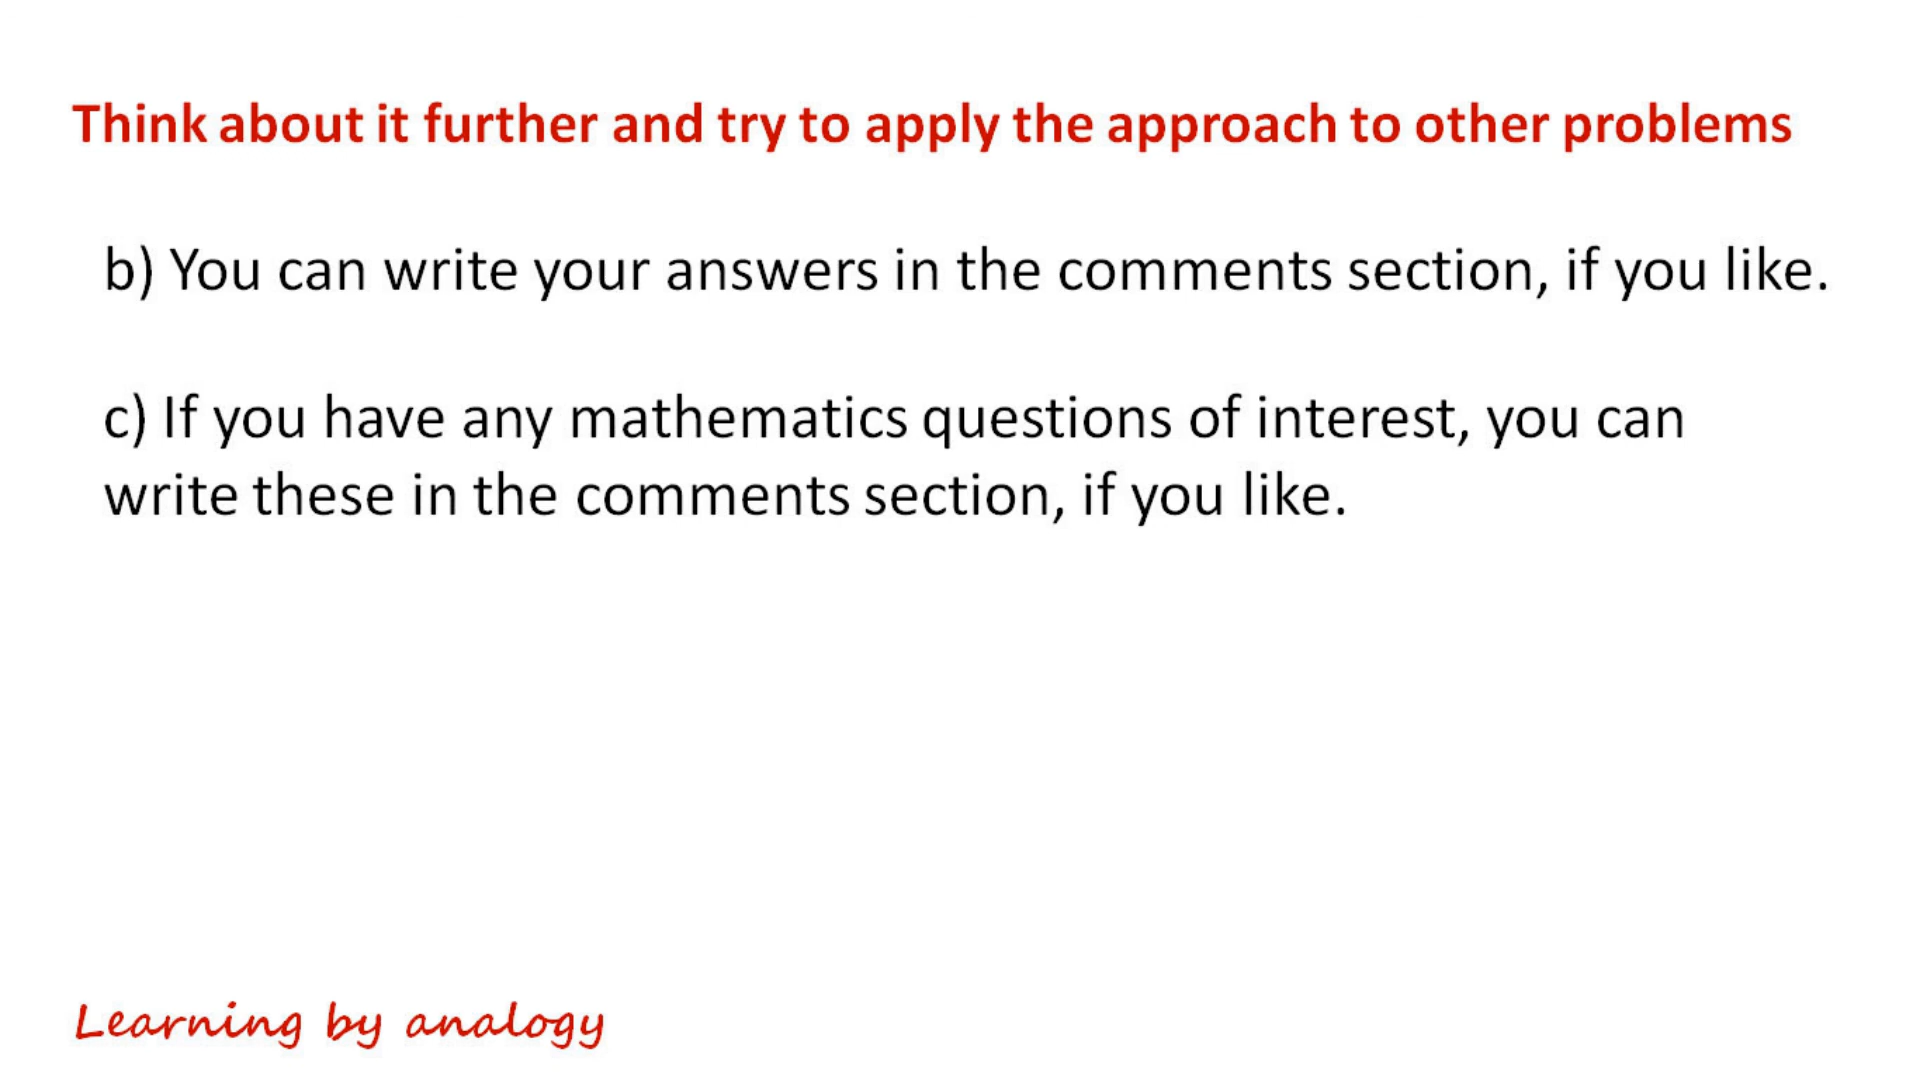 Think about it further and try to apply the approach to other problems
b) You can write your answers in the comments section, if you like.
c) If you have any mathematics questions of interest, you can
write these in the comments section, if you like.
Learning by analogy